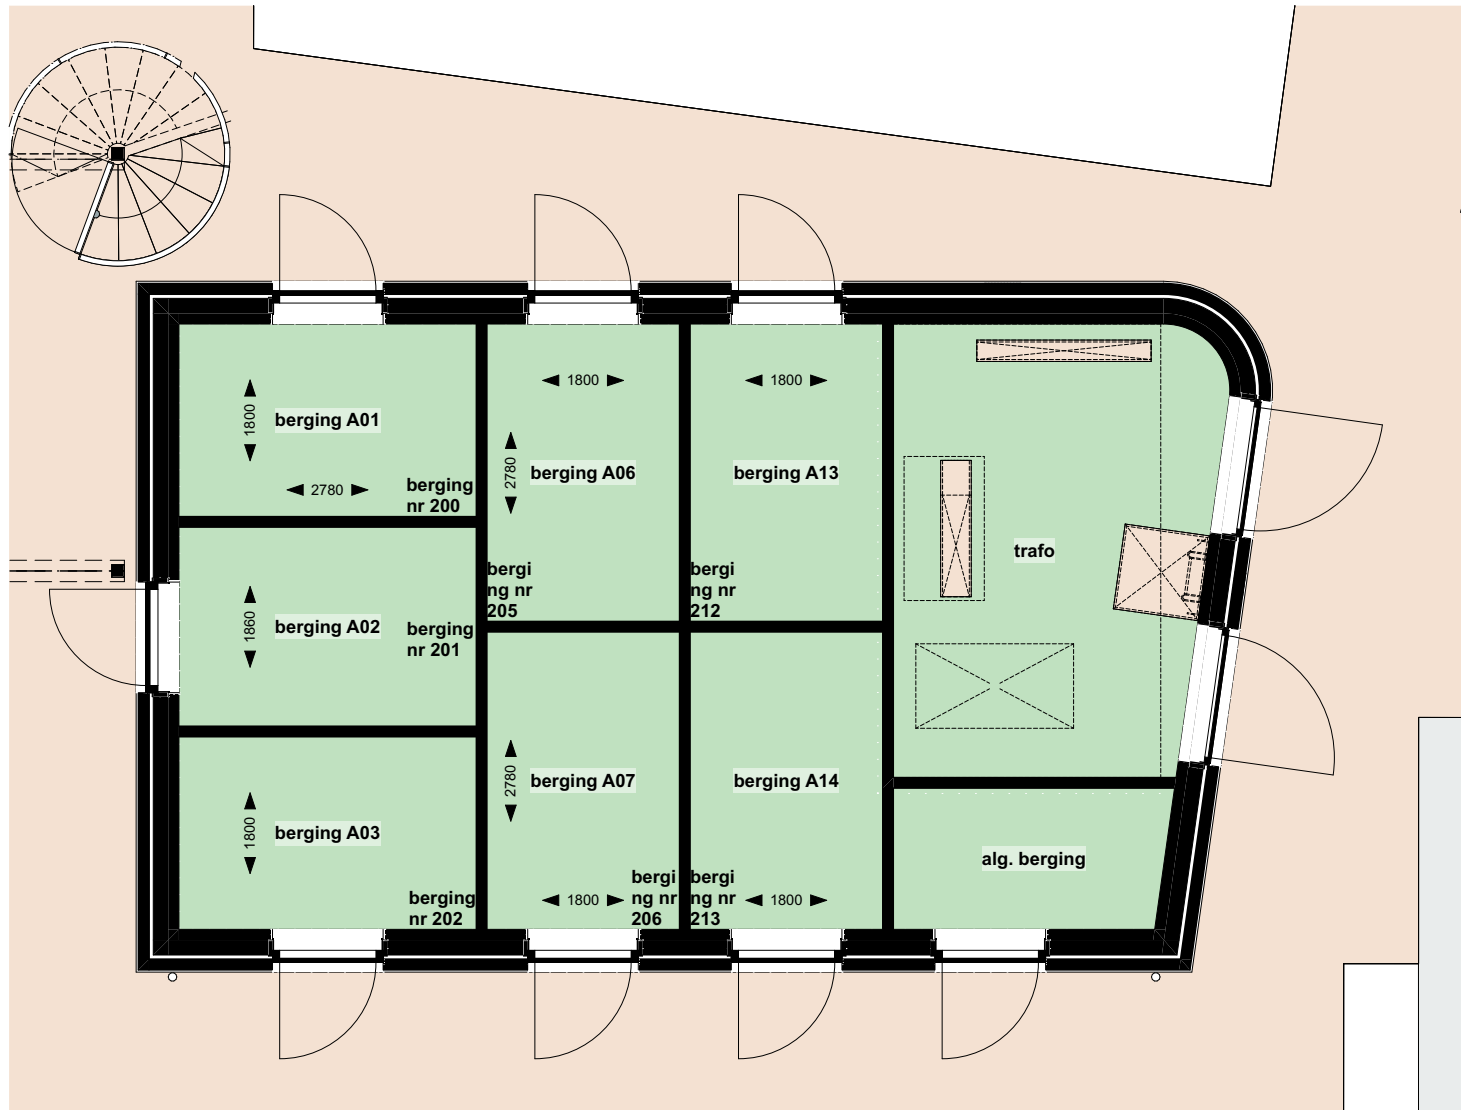 1800
1800
1800
berging A01
2780
berging
nr 200
2780
berging A06
berging A13
trafo
bergi
ng nr
205
bergi
ng nr
212
1860
berging A02
berging
nr 201
1800
berging A03
berging
nr 202
2780
berging A07
berging A14
alg. berging
1800
bergi
ng nr
206
bergi
ng nr
213
1800